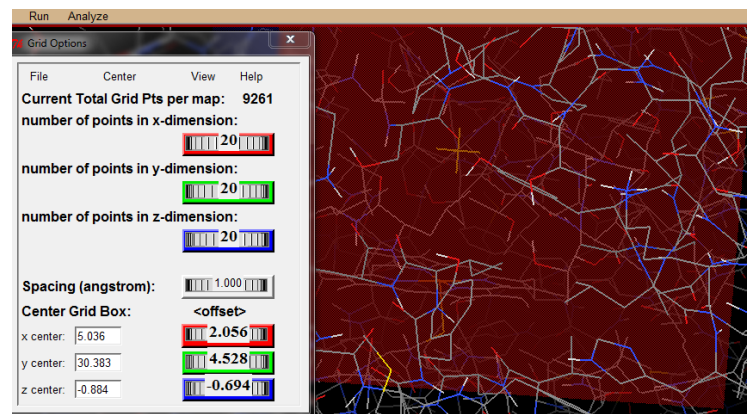 Run Analyze
Grid Options x
File Center View Help
Current Total Grid Pts per map: 9261
number of points in x-dimension:
20
number of points in y-dimension:
20
number of points in z-dimension:
20
Spacing (angstrom): 1.000
Center Grid Box: <offset>
x center: 5.036 2.056
y center: 30.383 4.528
z center: -0.884 -0.694